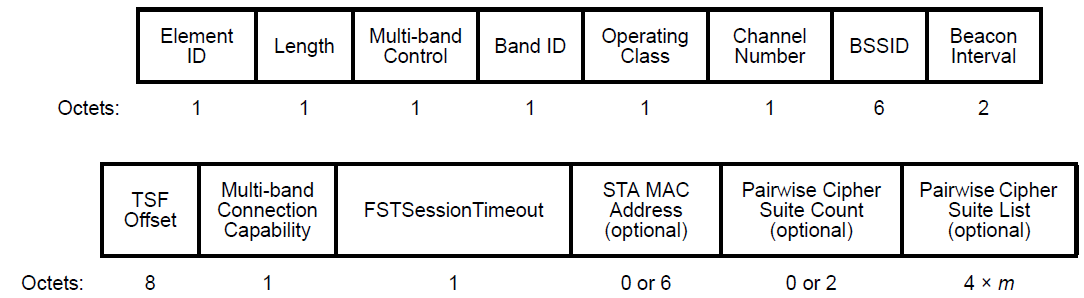 Element ID
Length
Multi-band Control
Band ID
Operating Class
Channel Number
BSSID
Beacon Interval
Octets: 1 1 1 1 1 1 6 2
TSF Offset
Multi-band Connection Capability
FSTSessionTimeout
STA MAC Address (optional)
Pairwise Cipher Suite Count (optional)
Pairwise Cipher Suite List (optional)
Octets: 8 1 1 0 or 6 0 or 2 4 × m